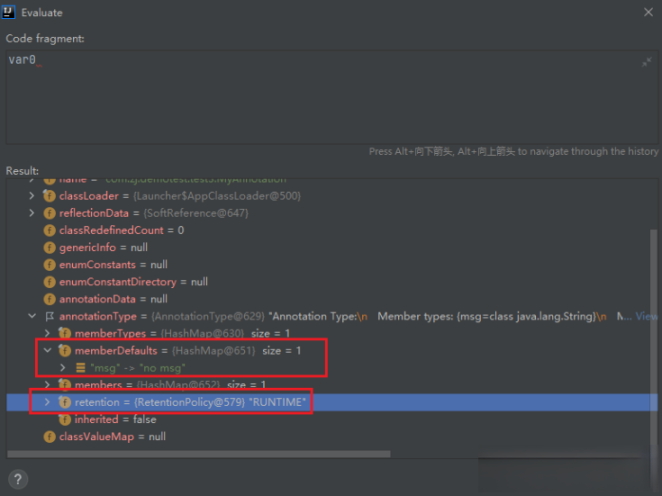 Evaluate
Code fragment:
var0
Press Alt+向下箭头, Alt+向上箭头 to navigate through the history
Result:
name = "com.zj.demotest.test5.MyAnnotation"
classLoader = {Launcher$AppClassLoader@500}
reflectionData = {SoftReference@647}
classRedefinedCount = 0
genericInfo = null
enumConstants = null
enumConstantDirectory = null
annotationData = null
annotationType = {AnnotationType@629} "Annotation Type:\n Member types: {msg=class java.lang.String}\n M... View
memberTypes = {HashMap@630} size = 1
memberDefaults = {HashMap@651} size = 1
"msg" -> "no msg"
members = {HashMap@652} size = 1
retention = {RetentionPolicy@579} "RUNTIME"
inherited = false
classValueMap = null
?